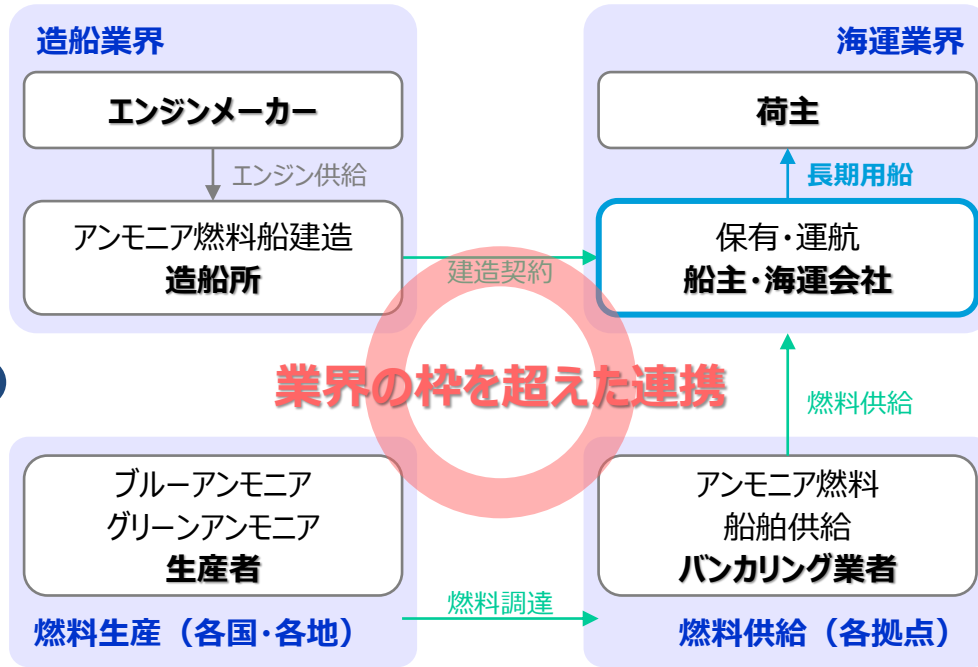 造船業界
海運業界
エンジンメーカー
荷主
エンジン供給
長期用船
アンモニア燃料船建造
造船所
建造契約
保有・運航
船主・海運会社
業界の枠を超えた連携
燃料供給
ブルーアンモニア
グリーンアンモニア
生産者
アンモニア燃料
船舶供給
バンカリング業者
燃料調達
燃料生産（各国・各地）
燃料供給（各拠点）